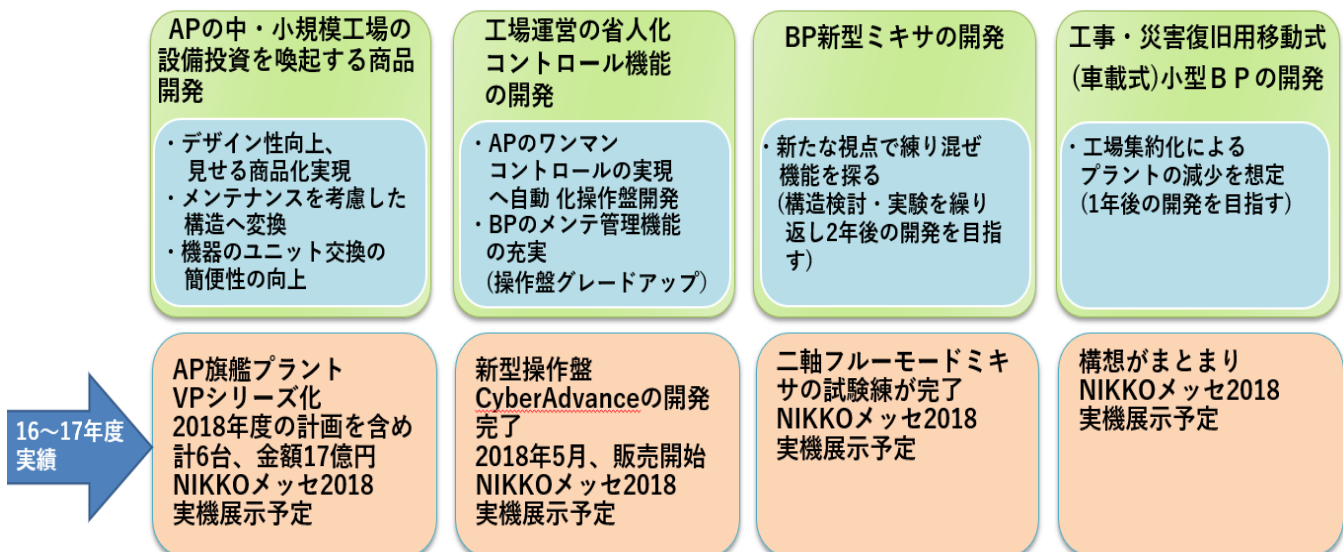 APの中・小規模工場の
設備投資を喚起する商品
開発
・デザイン性向上、
見せる商品化実現
・メンテナンスを考慮した
構造へ変換
・機器のユニット交換の
簡便性の向上
工場運営の省人化
コントロール機能
の開発
・APのワンマン
コントロールの実現
へ自動 化操作盤開発
・BPのメンテ管理機能
の充実
(操作盤グレードアップ)
BP新型ミキサの開発
・新たな視点で練り混ぜ
機能を探る
(構造検討・実験を繰り
返し2年後の開発を目指
す)
工事・災害復旧用移動式
(車載式)小型ＢＰの開発
・工場集約化による
プラントの減少を想定
(1年後の開発を目指す)
16～17年度
実績
AP旗艦プラント
VPシリーズ化
2018年度の計画を含め
計6台、金額17億円
NIKKOメッセ2018
実機展示予定
新型操作盤
CyberAdvanceの開発
完了
2018年5月、販売開始
NIKKOメッセ2018
実機展示予定
二軸フルーモードミキ
サの試験練が完了
NIKKOメッセ2018
実機展示予定
構想がまとまり
NIKKOメッセ2018
実機展示予定